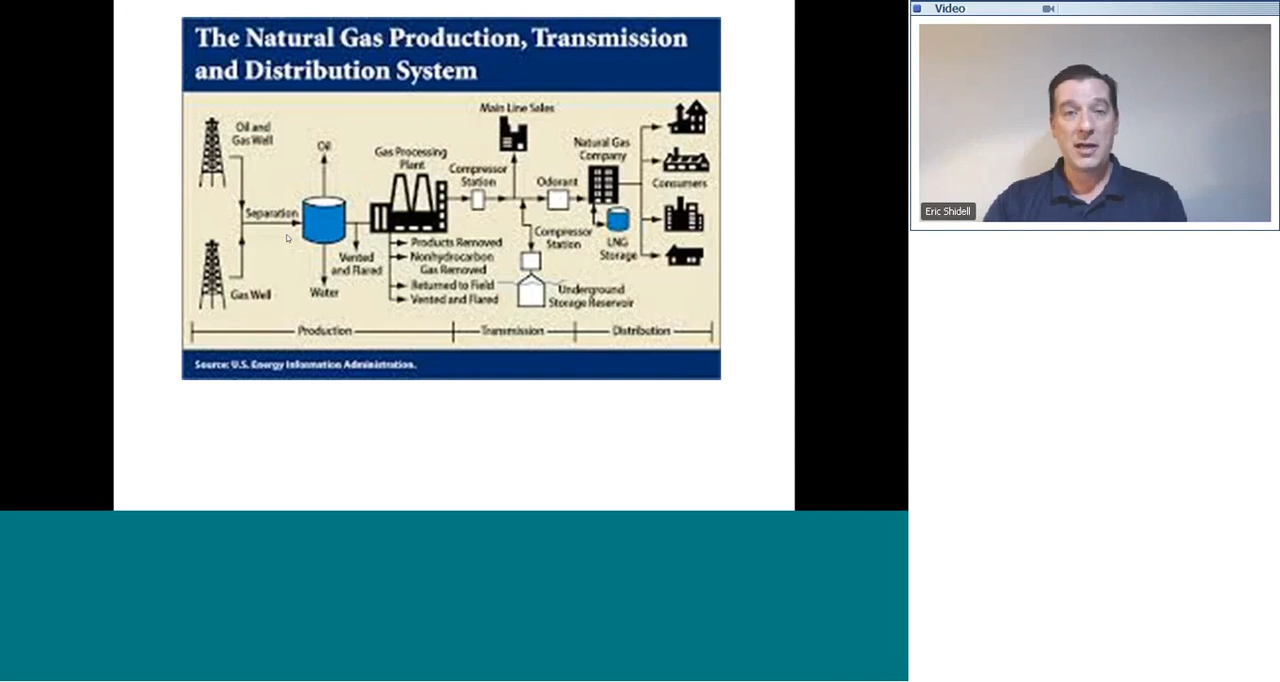 The Natural Gas Production, Transmission
and Distribution System
Main Line Sales
Oil and
Gas Well
Oil
Gas Processing
Plant
Compressor
Station
Odorant
Natural Gas
Company
Consumers
Separation
Vented
and Flared
Products Removed
Nonhydrocarbon
Gas Removed
Returned to Field
Vented and Flared
Compressor
Station
LNG
Storage
Gas Well
Water
Underground
Storage Reservoir
Production
Transmission
Distribution
Source: U.S. Energy Information Administration.
Video
Eric Shidell